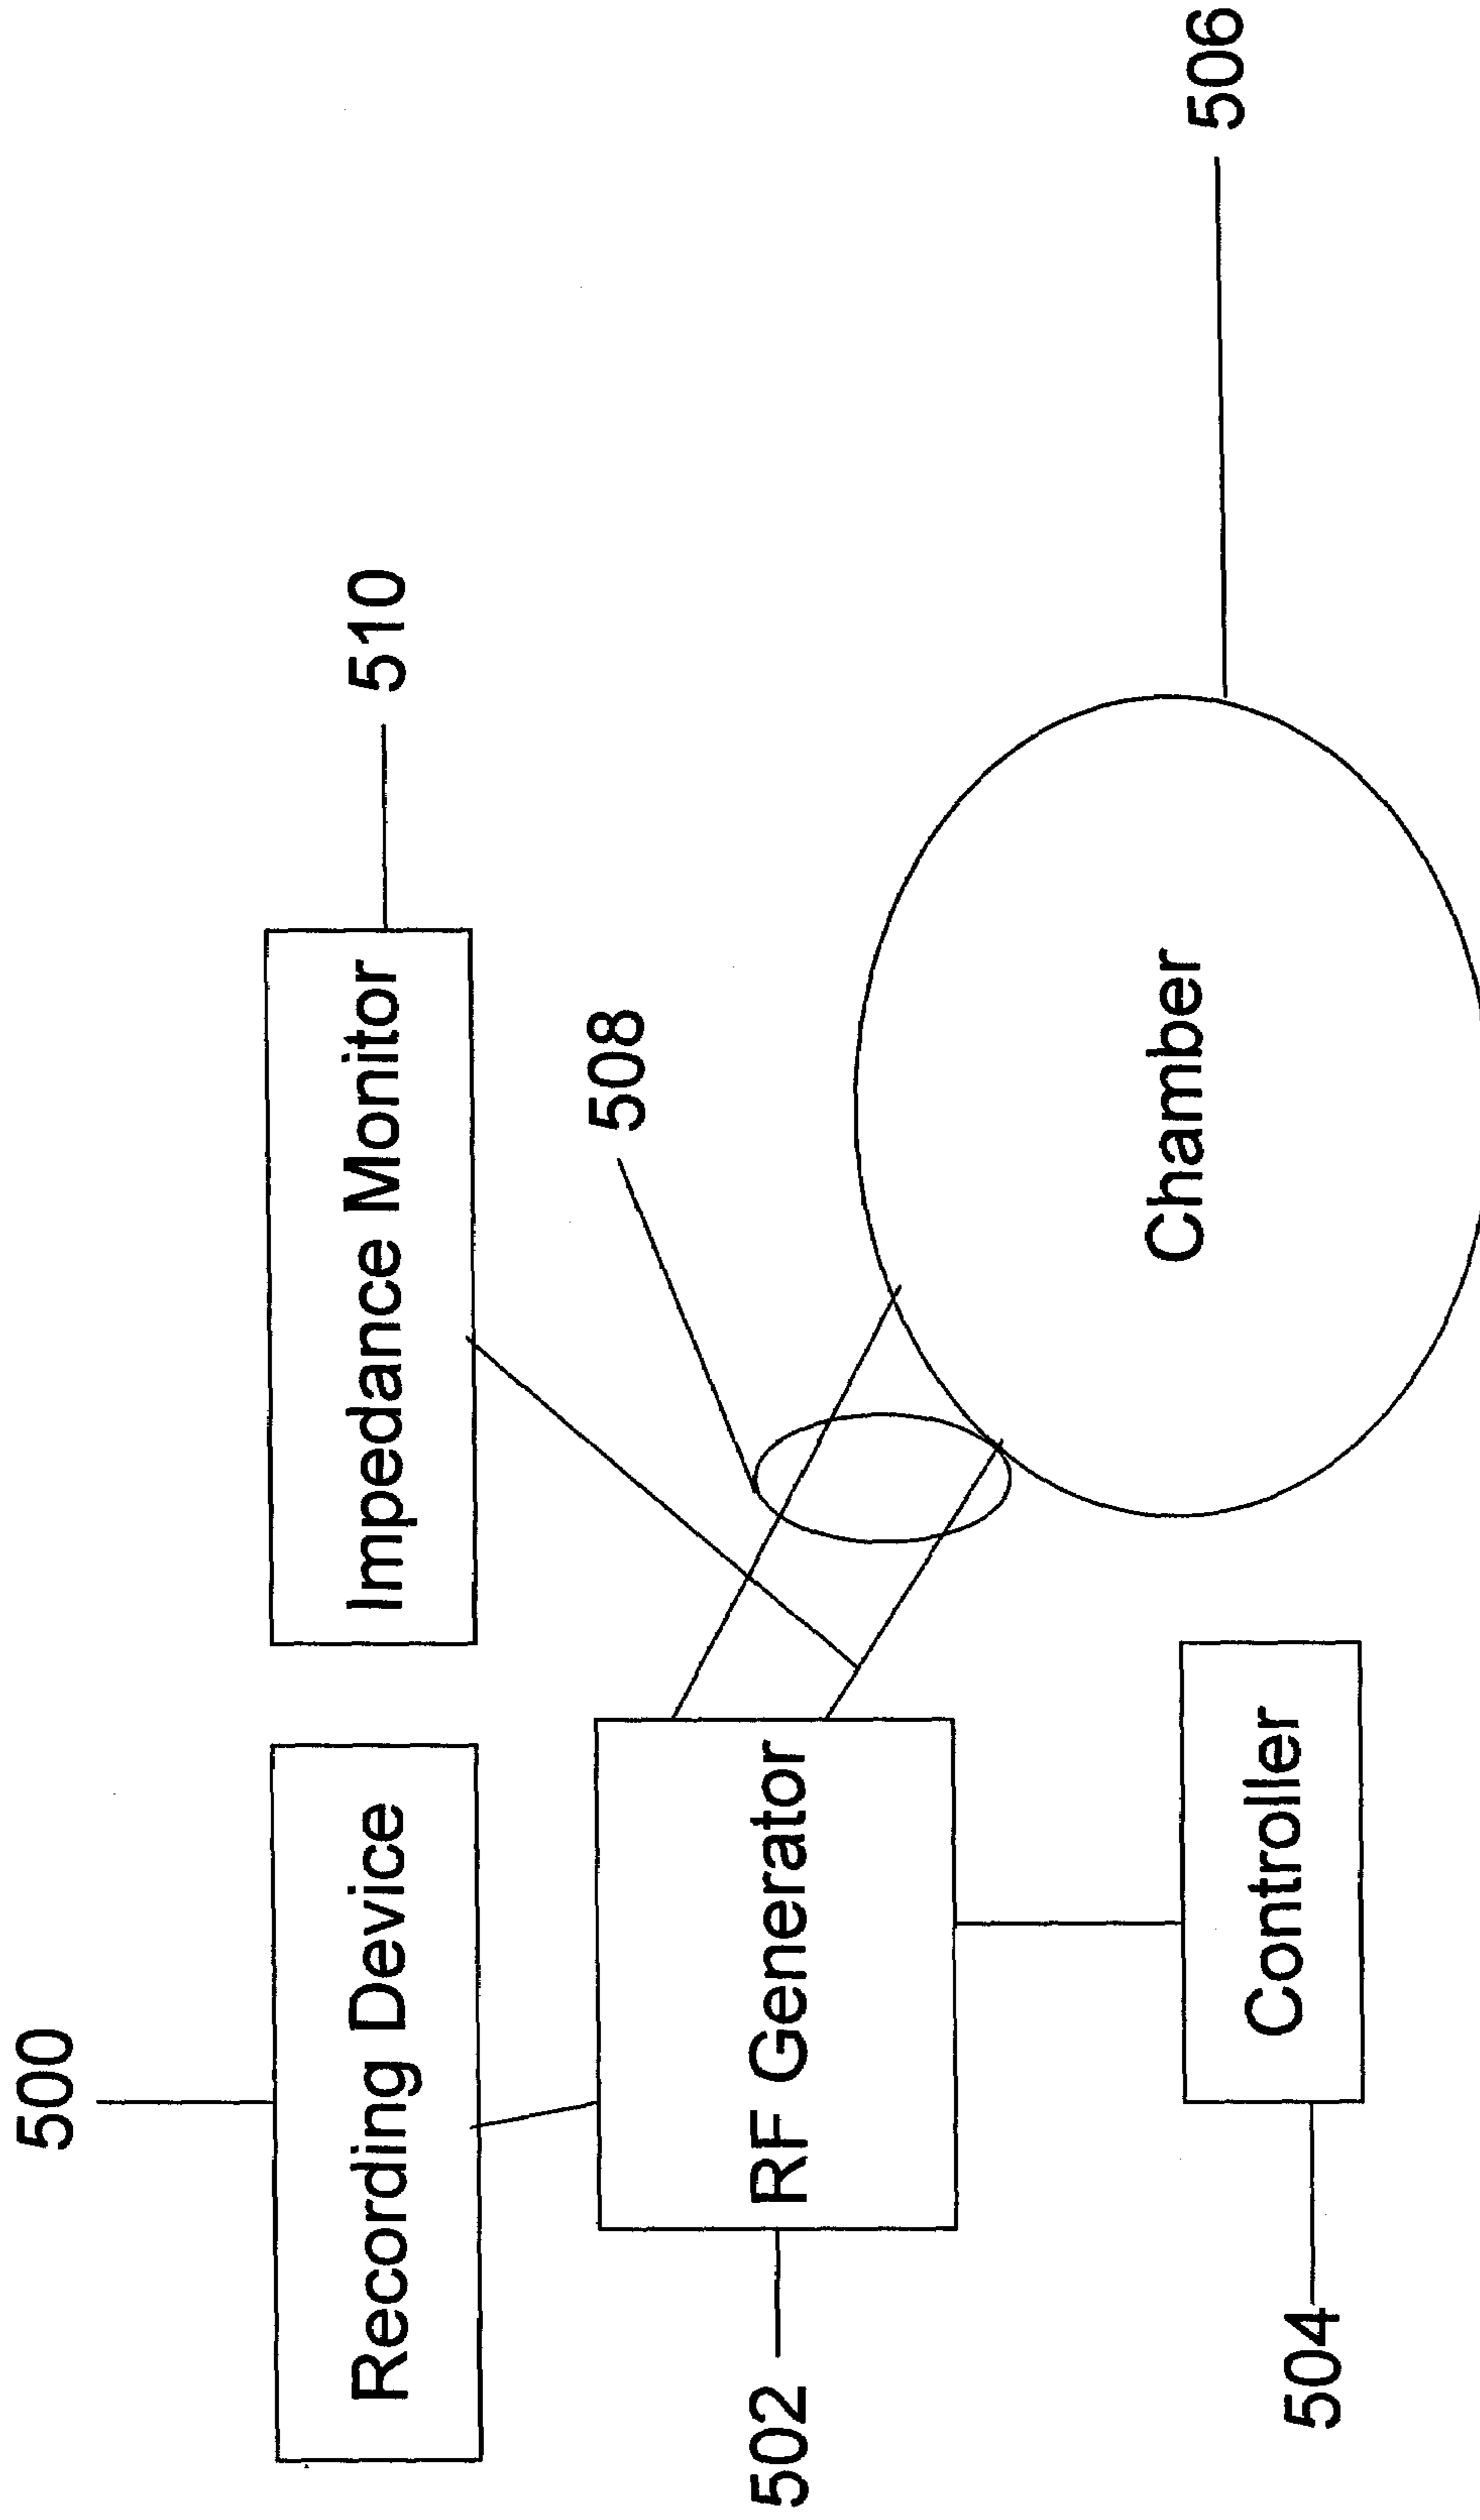 500
Recording Device
Impedance Monitor
510
508
502
RF Generator
Chamber
506
504
Controller